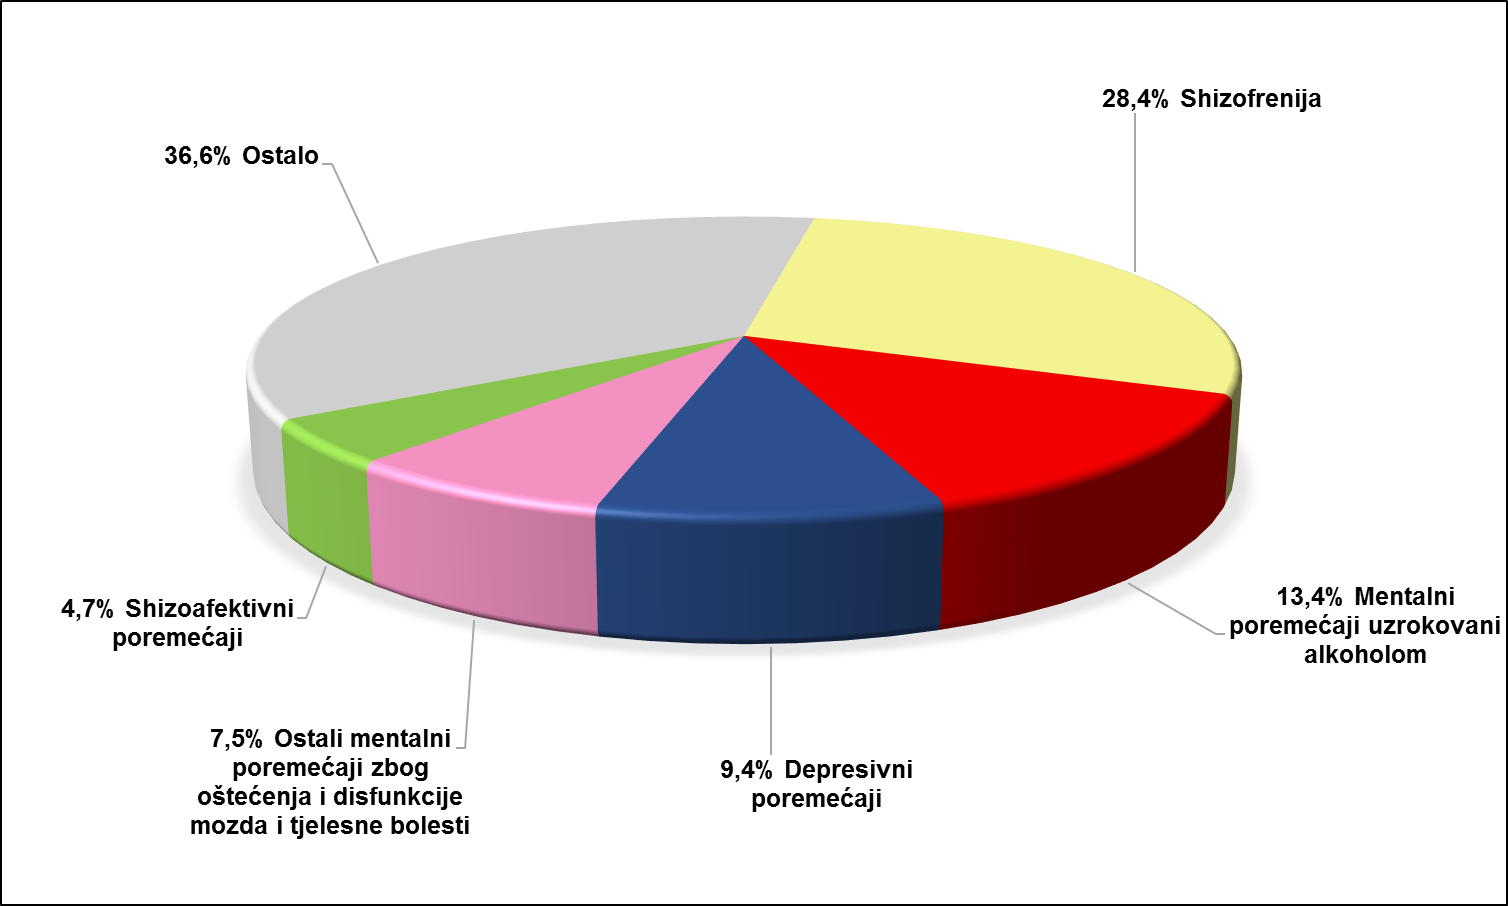 28,4% Shizofrenija
36,6% Ostalo
13,4% Mentalni
poremećaji uzrokovani
alkoholom
4,7% Shizoafektivni
poremećaji
7,5% Ostali mentalni
poremećaji zbog
oštećenja i disfunkcije
mozda i tjelesne bolesti
9,4% Depresivni
poremećaji